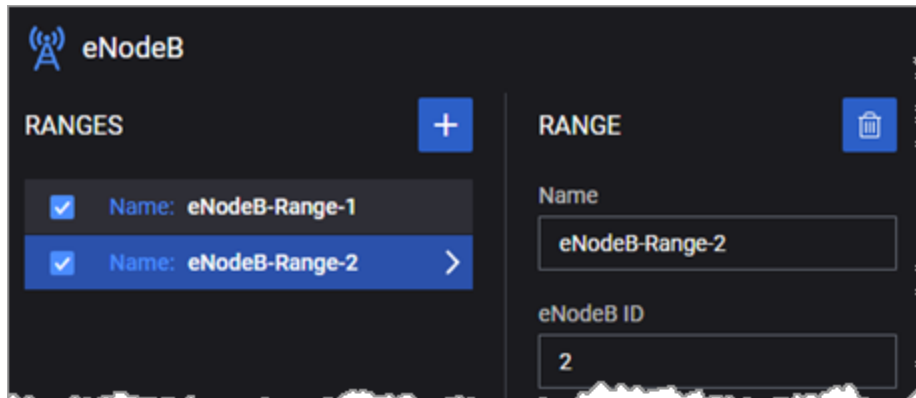 eNodeB
RANGES
Name: eNodeB-Range-1
Name: eNodeB-Range-2
RANGE
Name
eNodeB-Range-2
eNodeB ID
2